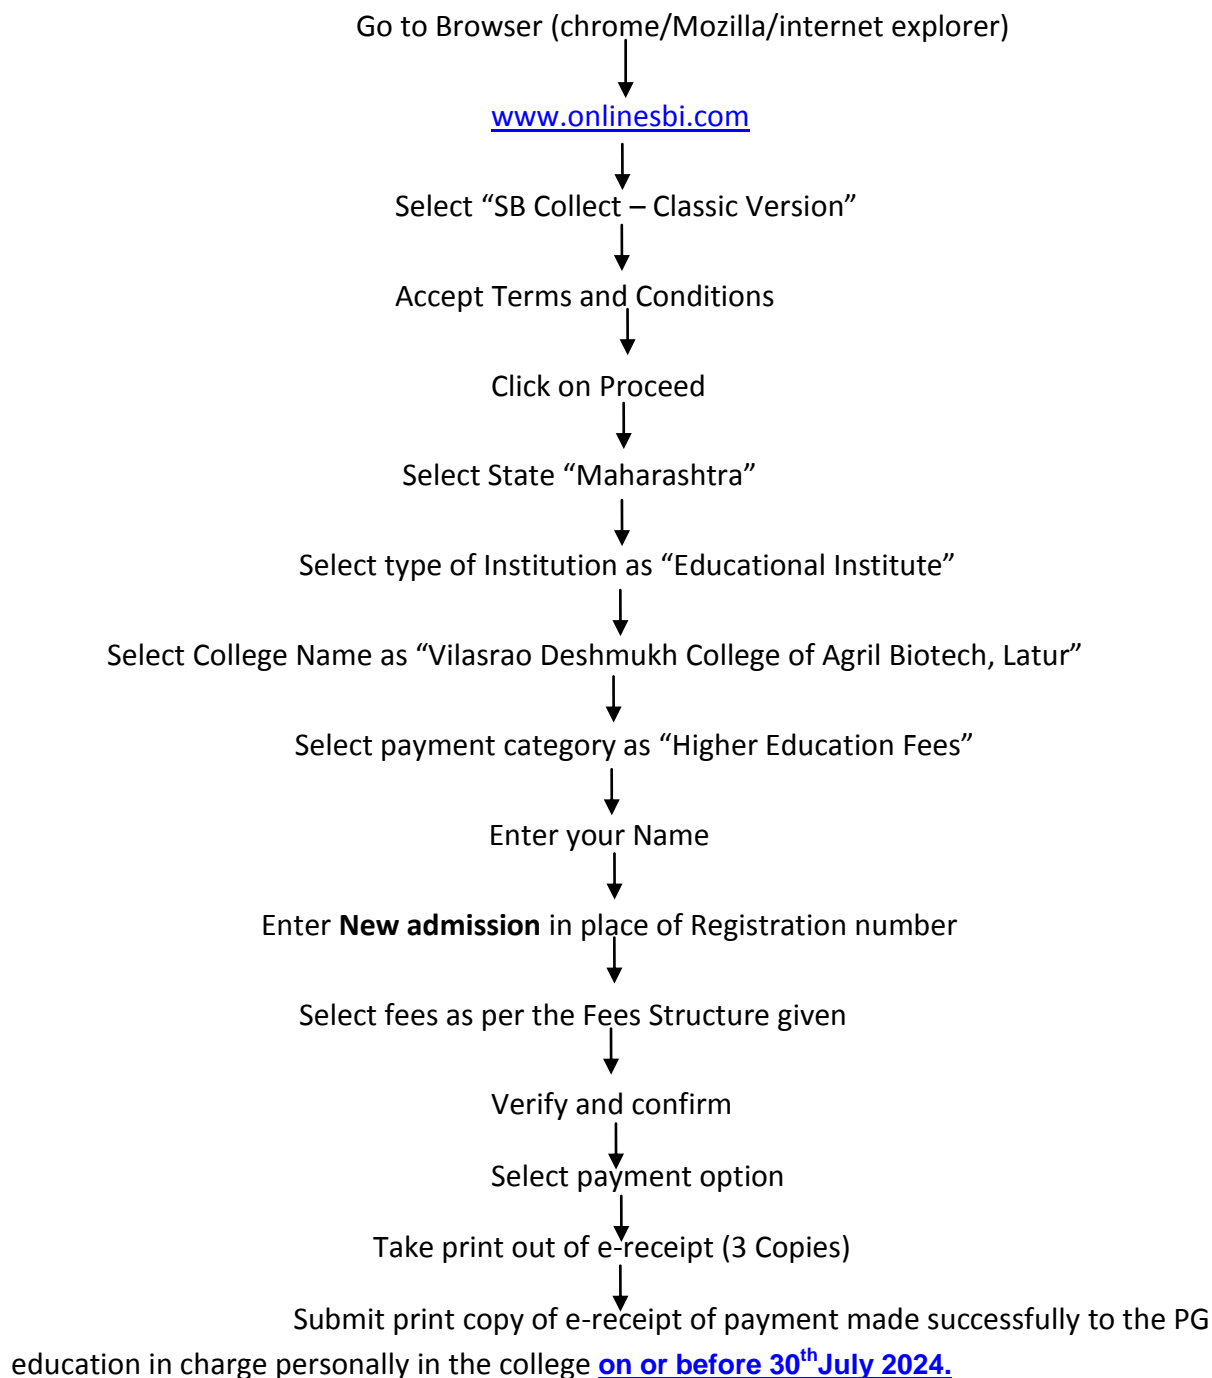 Go to Browser (chrome/Mozilla/internet explorer)
www.onlinesbi.com
Select “SB Collect – Classic Version”
Accept Terms and Conditions
Click on Proceed
Select State “Maharashtra”
Select type of Institution as “Educational Institute”
Select College Name as “Vilasrao Deshmukh College of Agril Biotech, Latur”
Select payment category as “Higher Education Fees”
Enter your Name
Enter New admission in place of Registration number
Select fees as per the Fees Structure given
Verify and confirm
Select payment option
Take print out of e-receipt (3 Copies)
Submit print copy of e-receipt of payment made successfully to the PG
education in charge personally in the college on or before 30thJuly 2024.